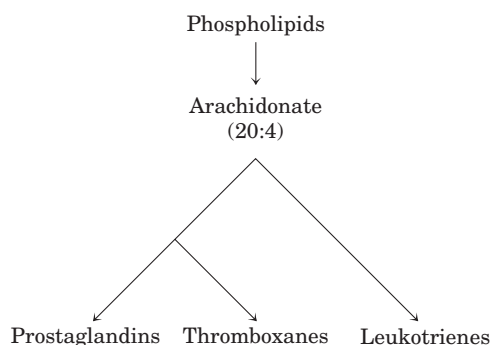 Phospholipids
Arachidonate
(20:4)
Prostaglandins Thromboxanes Leukotrienes